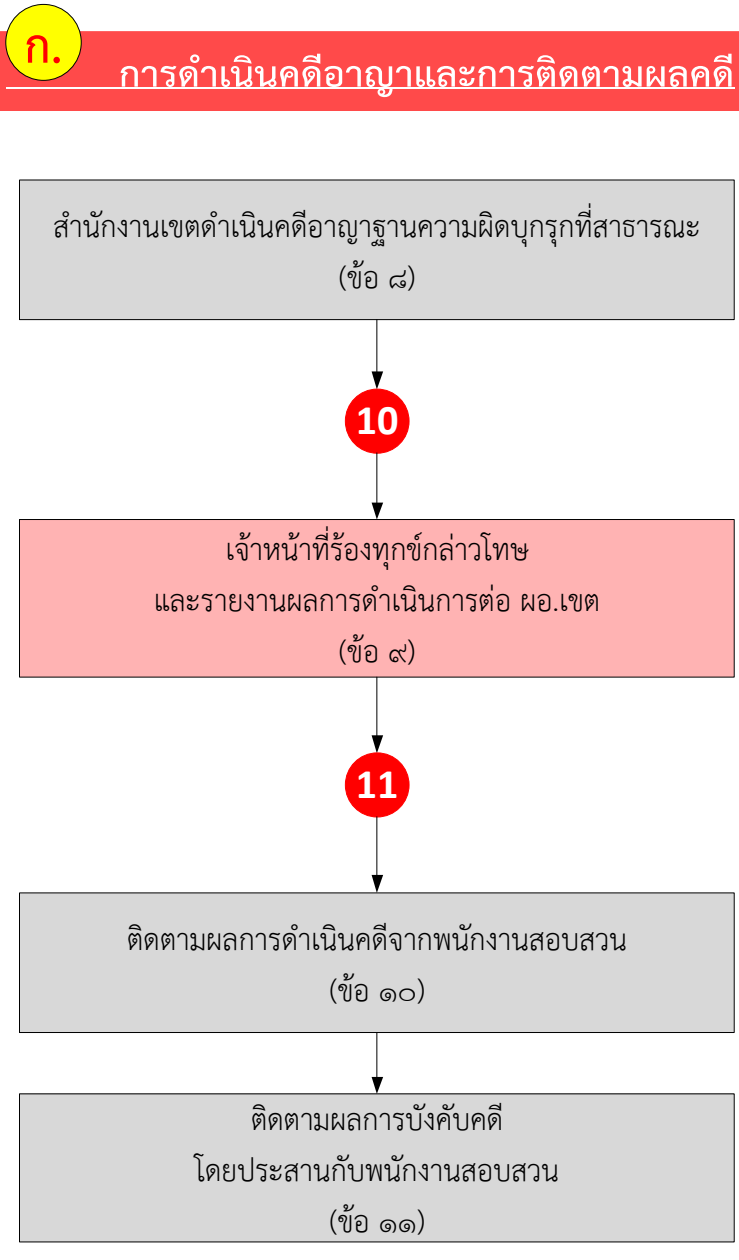 ก.
การดำเนินคดีอาญาและการติดตามผลคดี
สำนักงานเขตดำเนินคดีอาญาฐานความผิดบุกรุกที่สาธารณะ
(ข้อ ๘)
10
เจ้าหน้าที่ร้องทุกข์กล่าวโทษ
และรายงานผลการดำเนินการต่อ ผอ.เขต
(ข้อ ๙)
11
ติดตามผลการดำเนินคดีจากพนักงานสอบสวน
(ข้อ ๑๐)
ติดตามผลการบังคับคดี
โดยประสานกับพนักงานสอบสวน
(ข้อ ๑๑)